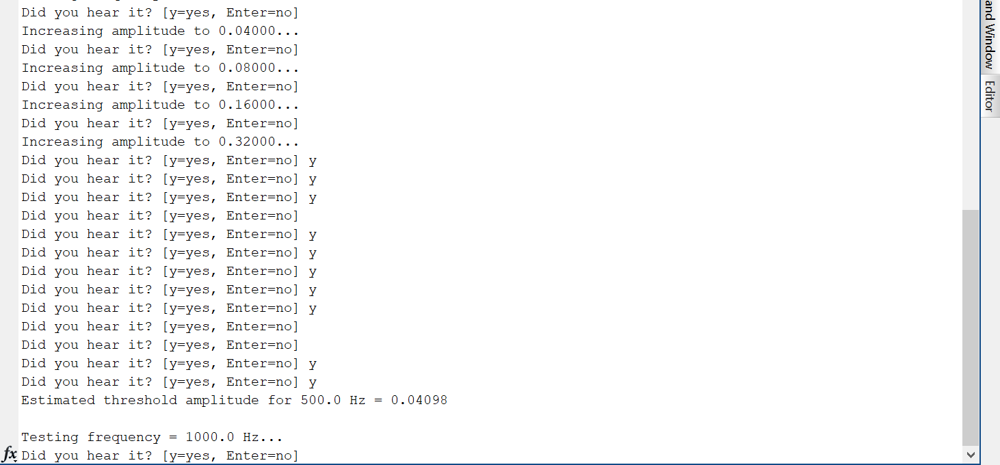 Did you hear it? [y=yes, Enter=no]
Increasing amplitude to 0.04000...
Did you hear it? [y=yes, Enter=no]
Increasing amplitude to 0.08000...
Did you hear it? [y=yes, Enter=no]
Increasing amplitude to 0.16000...
Did you hear it? [y=yes, Enter=no]
Increasing amplitude to 0.32000...
Did you hear it? [y=yes, Enter=no] y
Did you hear it? [y=yes, Enter=no] y
Did you hear it? [y=yes, Enter=no] y
Did you hear it? [y=yes, Enter=no]
Did you hear it? [y=yes, Enter=no] y
Did you hear it? [y=yes, Enter=no] y
Did you hear it? [y=yes, Enter=no] y
Did you hear it? [y=yes, Enter=no] y
Did you hear it? [y=yes, Enter=no] y
Did you hear it? [y=yes, Enter=no]
Did you hear it? [y=yes, Enter=no]
Did you hear it? [y=yes, Enter=no] y
Did you hear it? [y=yes, Enter=no] y
Estimated threshold amplitude for 500.0 Hz = 0.04098
Testing frequency = 1000.0 Hz...
fx Did you hear it? [y=yes, Enter=no]
and Window
Editor